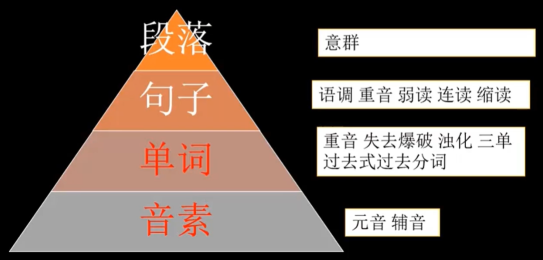 段落
意群
句子
语调 重音 弱读 连读 缩读
单词
重音 失去爆破 浊化 三单
过去式过去分词
音素
元音 辅音